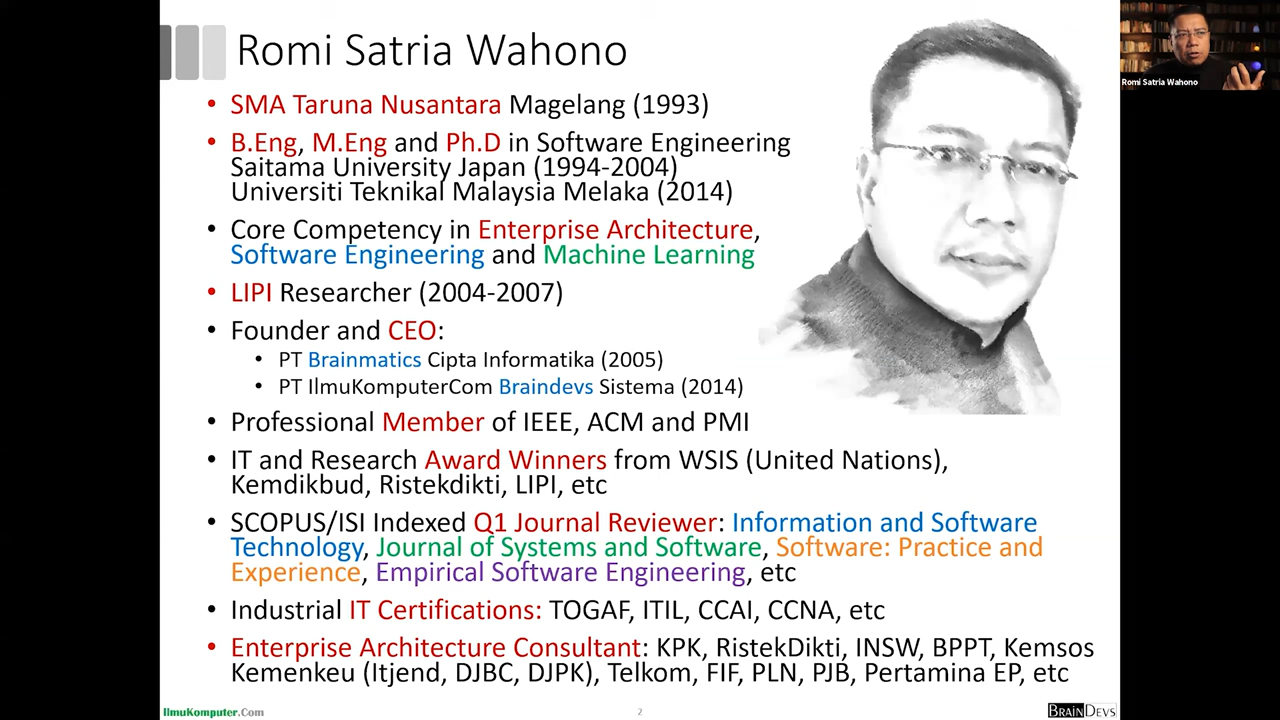 Romi Satria Wahono
• SMA Taruna Nusantara Magelang (1993)
• B.Eng, M.Eng and Ph.D in Software Engineering
Saitama University Japan (1994-2004)
Universiti Teknikal Malaysia Melaka (2014)
• Core Competency in Enterprise Architecture,
Software Engineering and Machine Learning
• LIPI Researcher (2004-2007)
• Founder and CEO:
• PT Brainmatics Cipta Informatika (2005)
• PT IlmuKomputerCom Braindevs Sistema (2014)
• Professional Member of IEEE, ACM and PMI
• IT and Research Award Winners from WSIS (United Nations),
Kemdikbud, Ristekdikti, LIPI, etc
• SCOPUS/ISI Indexed Q1 Journal Reviewer: Information and Software
Technology, Journal of Systems and Software, Software: Practice and
Experience, Empirical Software Engineering, etc
• Industrial IT Certifications: TOGAF, ITIL, CCAI, CCNA, etc
• Enterprise Architecture Consultant: KPK, RistekDikti, INSW, BPPT, Kemsos
Kemenkeu (Itjend, DJBC, DJPK), Telkom, FIF, PLN, PJB, Pertamina EP, etc
IlmuKomputer.Com
2
BRAINDEVS
Romi Satria Wahono